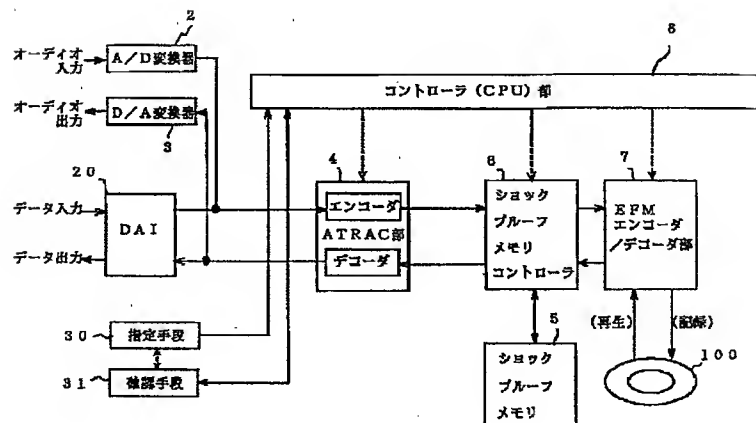 2
オーディオ
入力
A/D変換器
オーディオ
出力
D/A変換器
3
8
コントローラ(CPU)部
20
データ入力
DAI
データ出力
4
エンコーダ
ATRAC部
デコーダ
6
ショック
プルーフ
メモリ
コントローラ
7
EFM
エンコーダ
/デコーダ部
30
指定手段
31
確認手段
5
ショック
プルーフ
メモリ
(再生)
(記録)
100